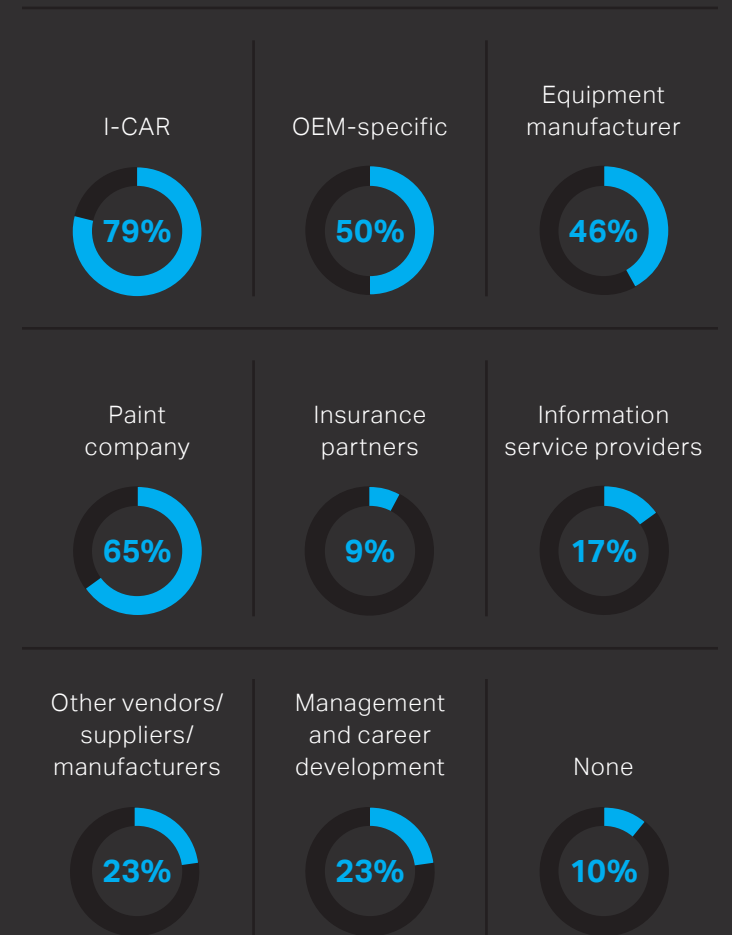 I-CAR
79%
OEM-specific
50%
Equipment
manufacturer
46%
Paint
company
65%
Insurance
partners
9%
Information
service providers
17%
Other vendors/
suppliers/
manufacturers
23%
Management
and career
development
23%
None
10%